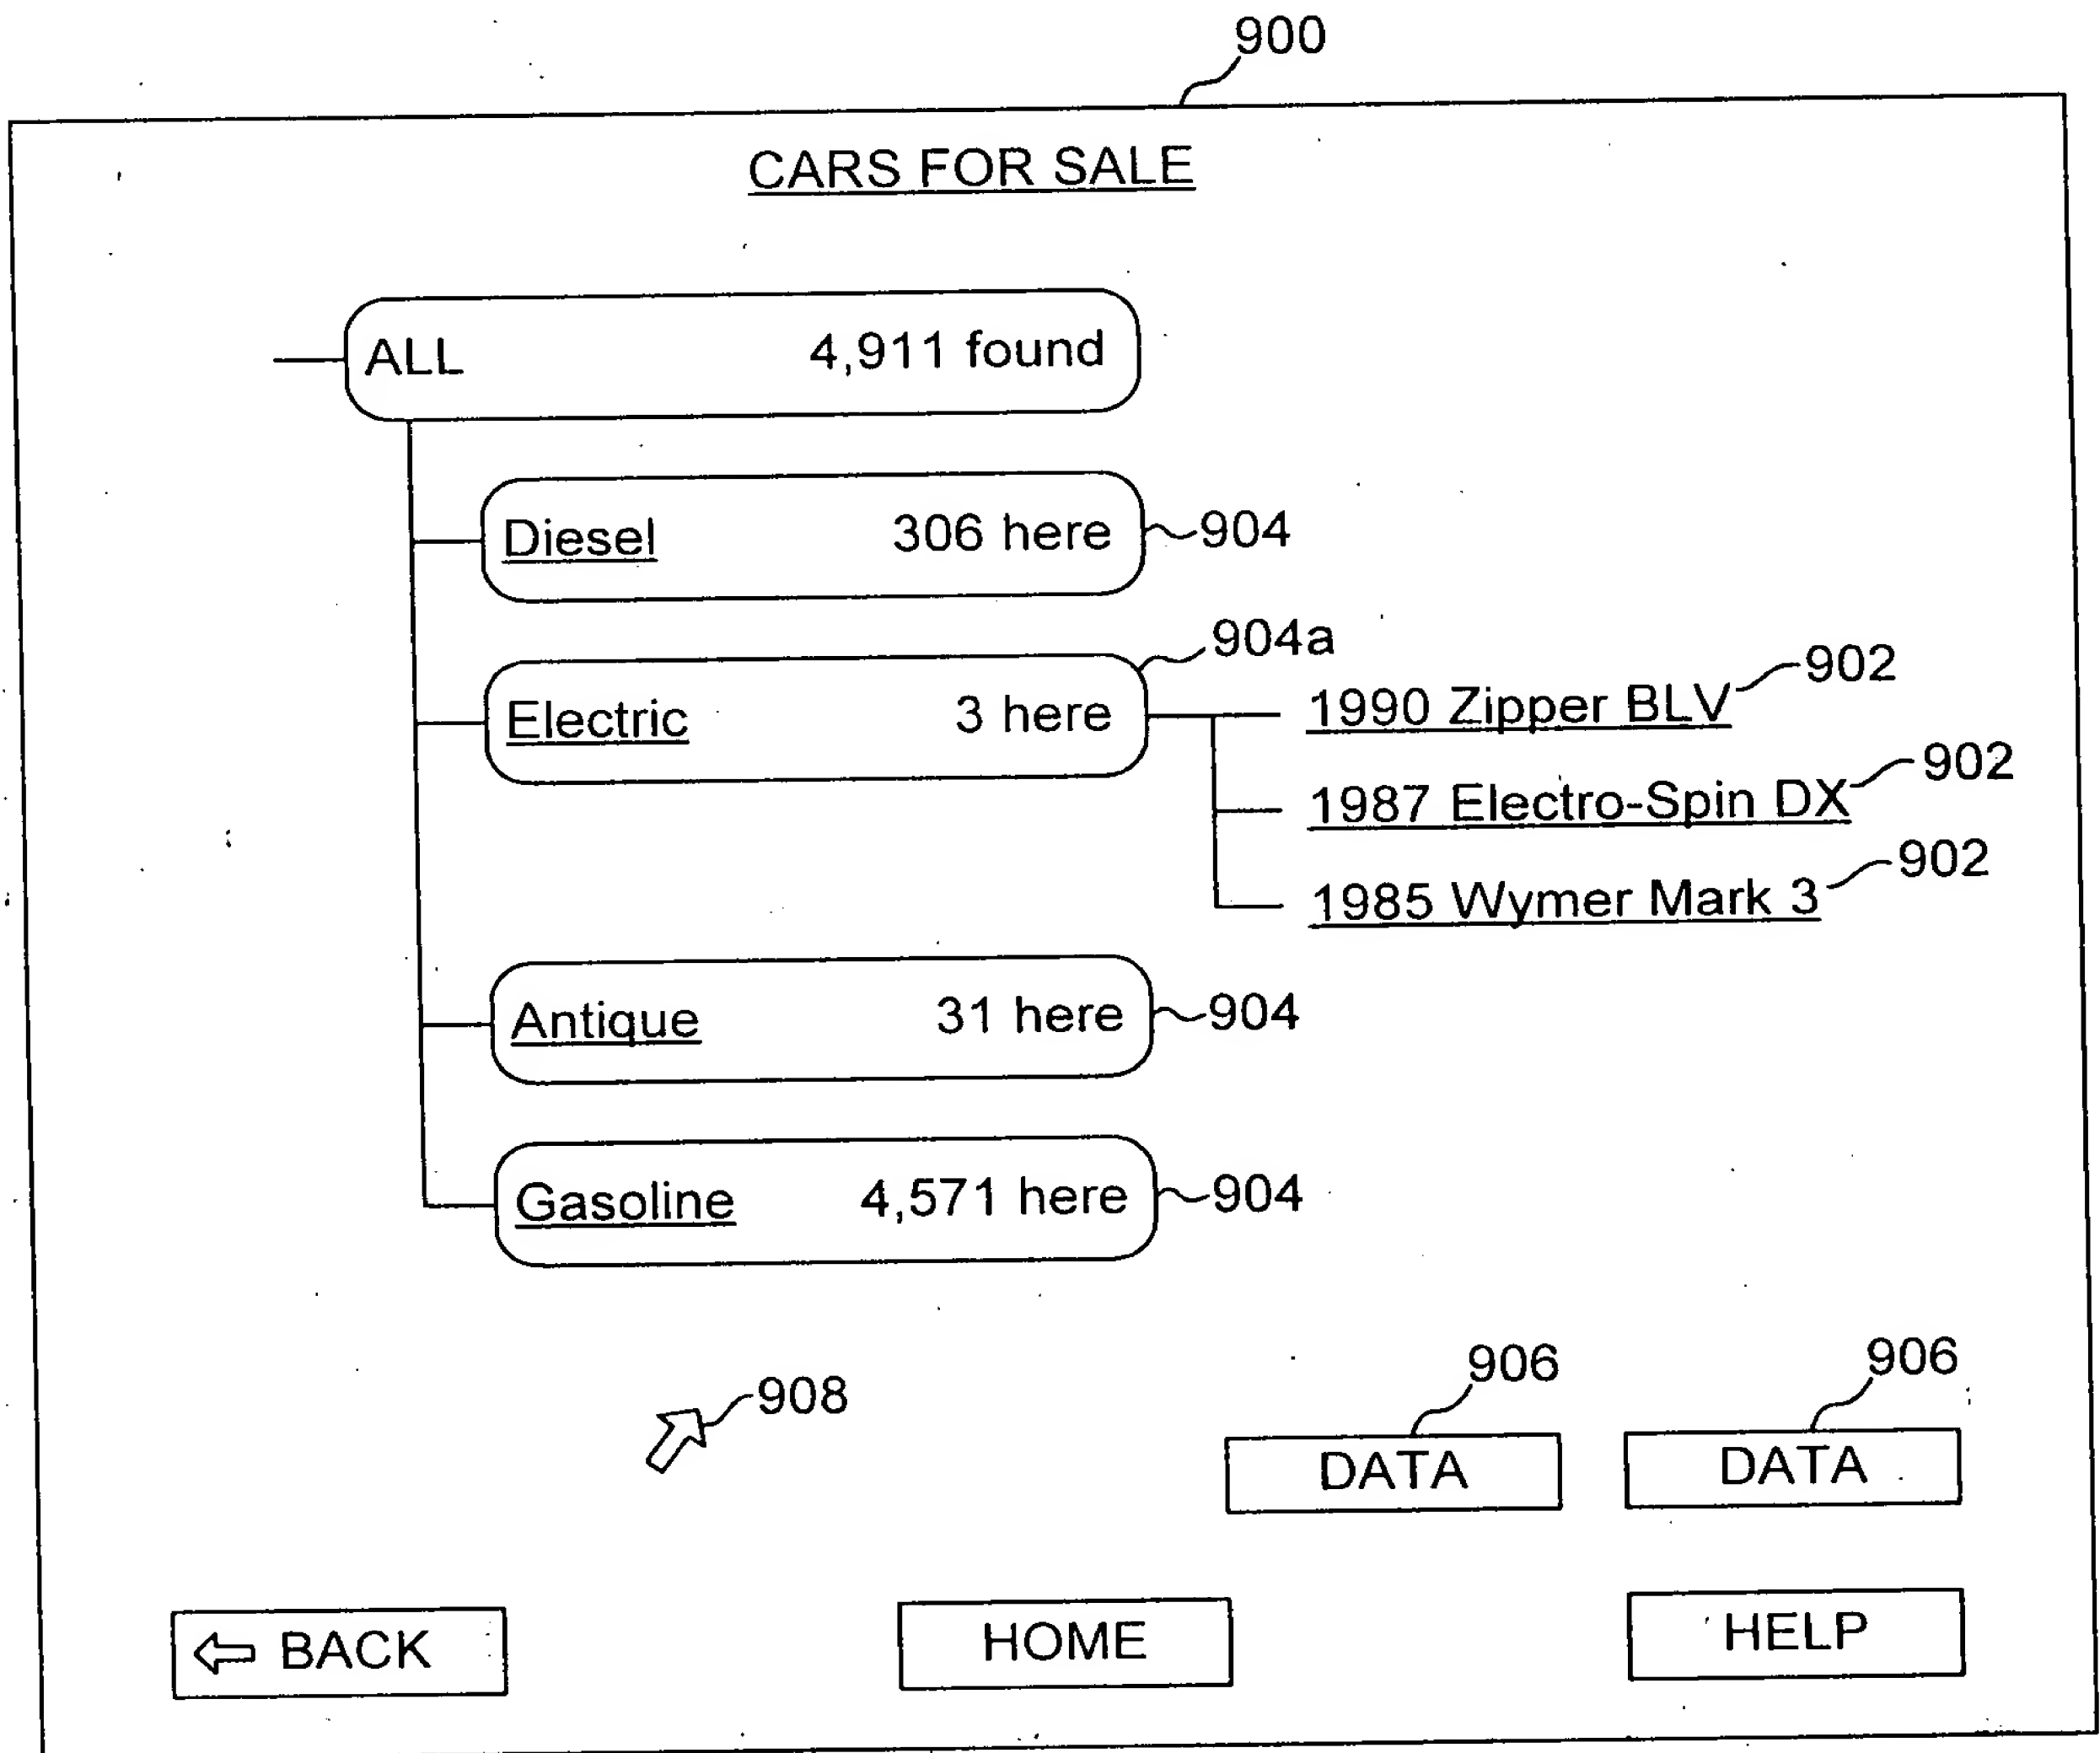 900
CARS FOR SALE
ALL 4,911 found
Diesel 306 here 904
904a
Electric 3 here 1990 Zipper BLV 902
1987 Electro-Spin DX 902
1985 Wymer Mark 3 902
Antique 31 here 904
Gasoline 4,571 here 904
908 906 906
DATA DATA
BACK HOME HELP